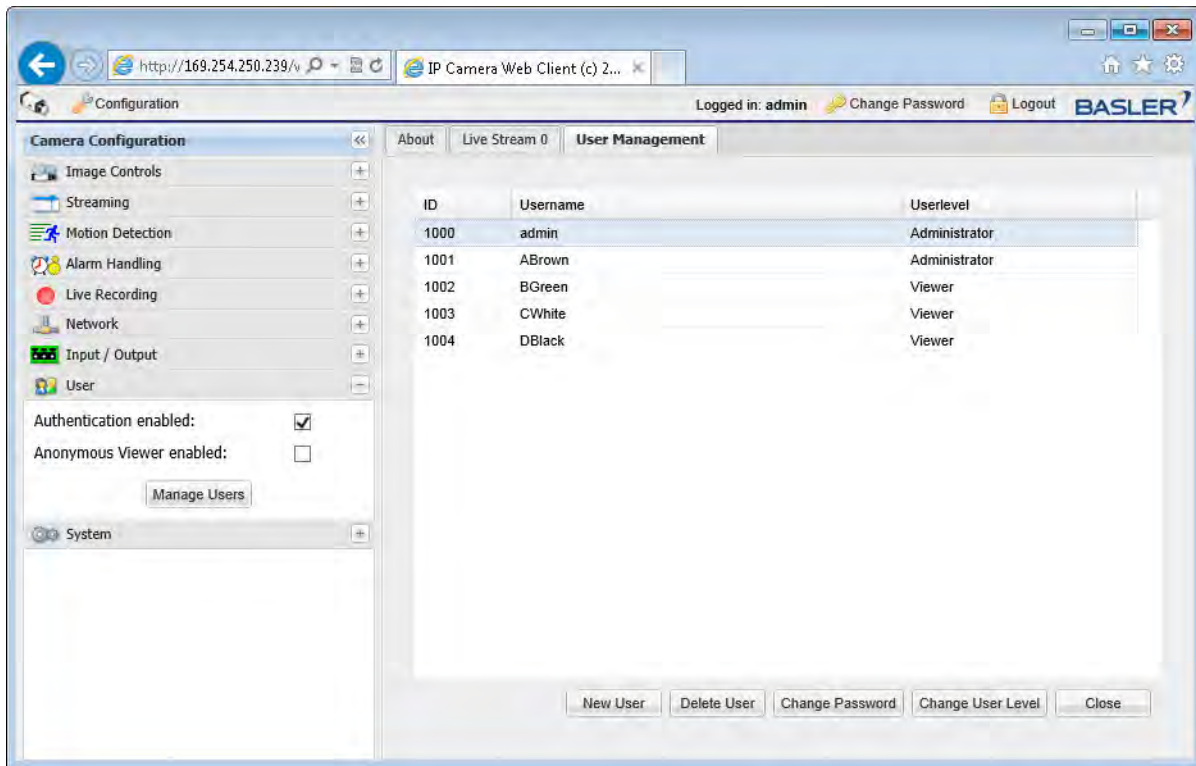 http://169.254.250.239/v
IP Camera Web Client (c) 2...
Configuration
Logged in: admin
Change Password
Logout
BASLER
Camera Configuration
Image Controls
Streaming
Motion Detection
Alarm Handling
Live Recording
Network
Input / Output
User
Authentication enabled:
Anonymous Viewer enabled:
Manage Users
System
About
Live Stream 0
User Management
ID Username Userlevel
1000 admin Administrator
1001 ABrown Administrator
1002 BGreen Viewer
1003 CWhite Viewer
1004 DBlack Viewer
New User
Delete User
Change Password
Change User Level
Close